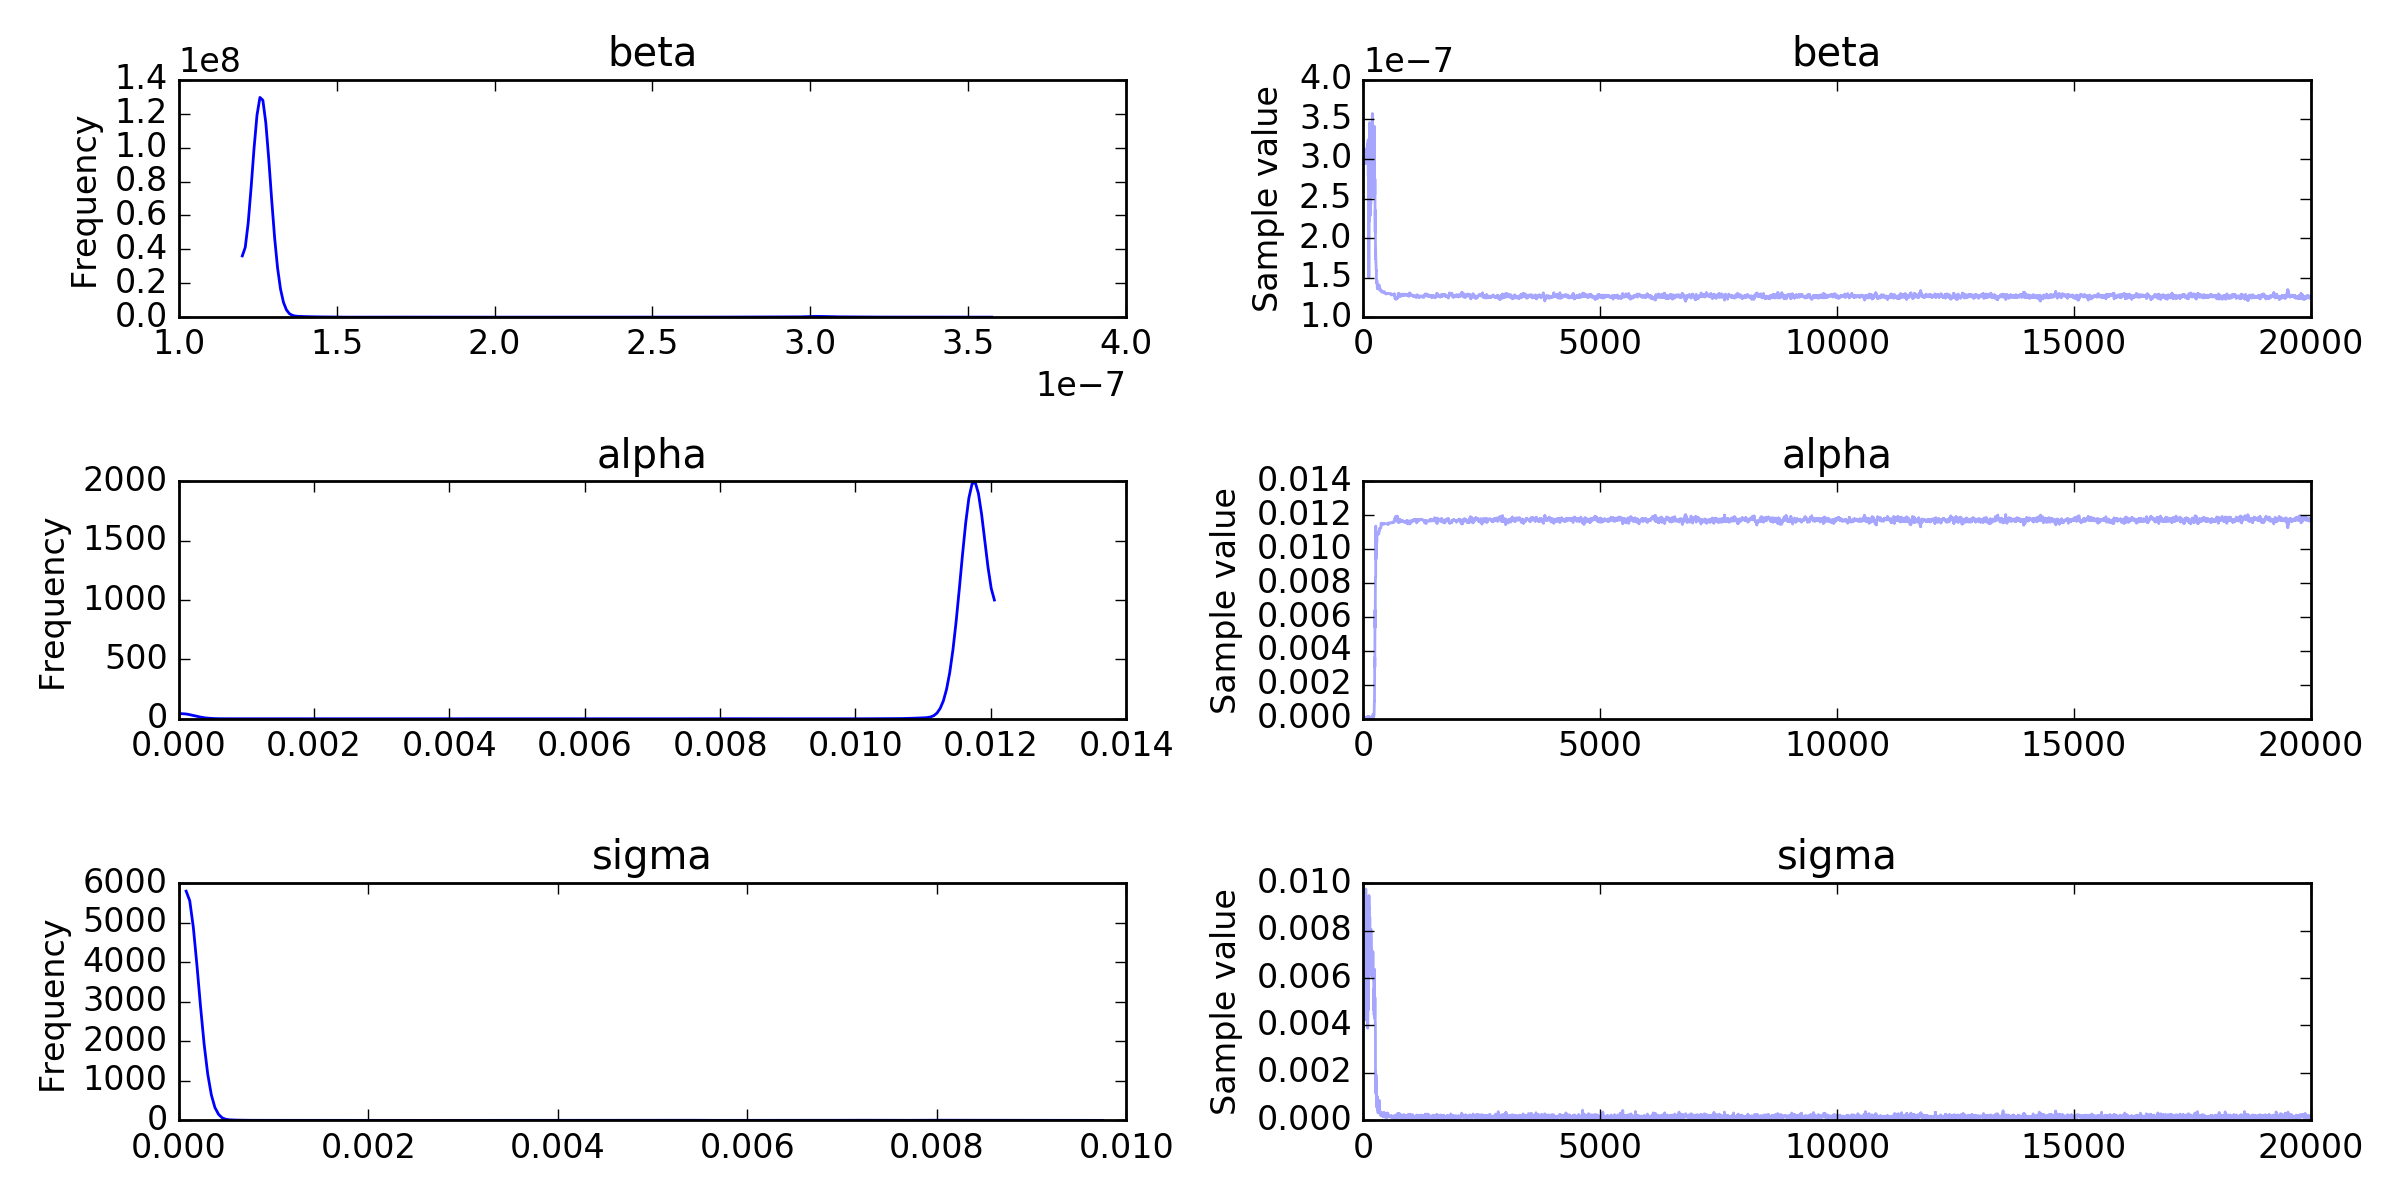 beta
1e8
Frequency
1.4
1.2
1.0
0.8
0.6
0.4
0.2
0.0
1.0 1.5 2.0 2.5 3.0 3.5 4.0
1e−7
beta
1e−7
Sample value
4.0
3.5
3.0
2.5
2.0
1.5
1.0
0 5000 10000 15000 20000
alpha
Frequency
2000
1500
1000
500
0
0.000 0.002 0.004 0.006 0.008 0.010 0.012 0.014
alpha
Sample value
0.014
0.012
0.010
0.008
0.006
0.004
0.002
0.000
0 5000 10000 15000 20000
sigma
Frequency
6000
5000
4000
3000
2000
1000
0
0.000 0.002 0.004 0.006 0.008 0.010
sigma
Sample value
0.010
0.008
0.006
0.004
0.002
0.000
0 5000 10000 15000 20000